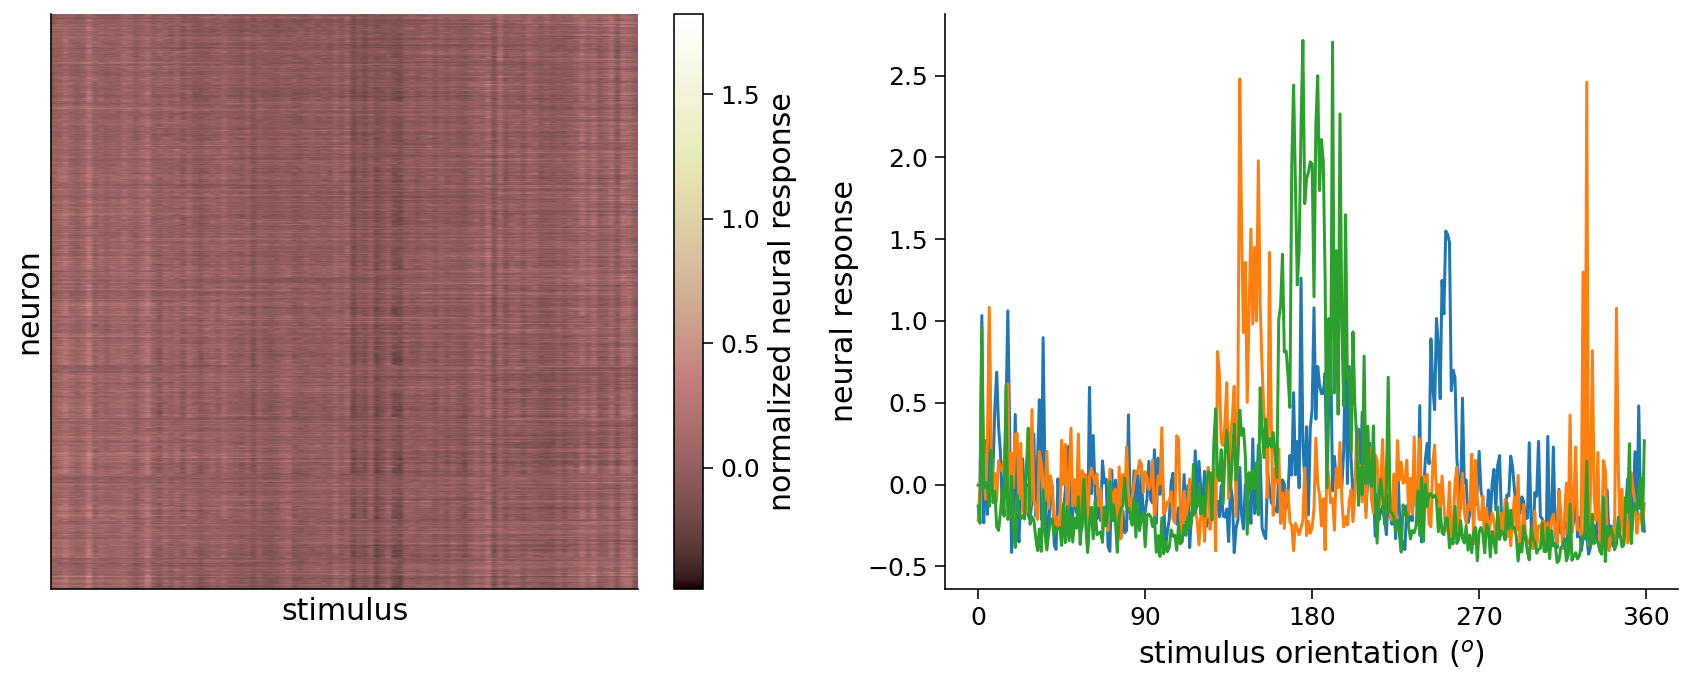 neuron
stimulus
1.5
1.0
0.5
0.0
normalized neural response
neural response
2.5
2.0
1.5
1.0
0.5
0.0
−0.5
0 90 180 270 360
stimulus orientation (o)